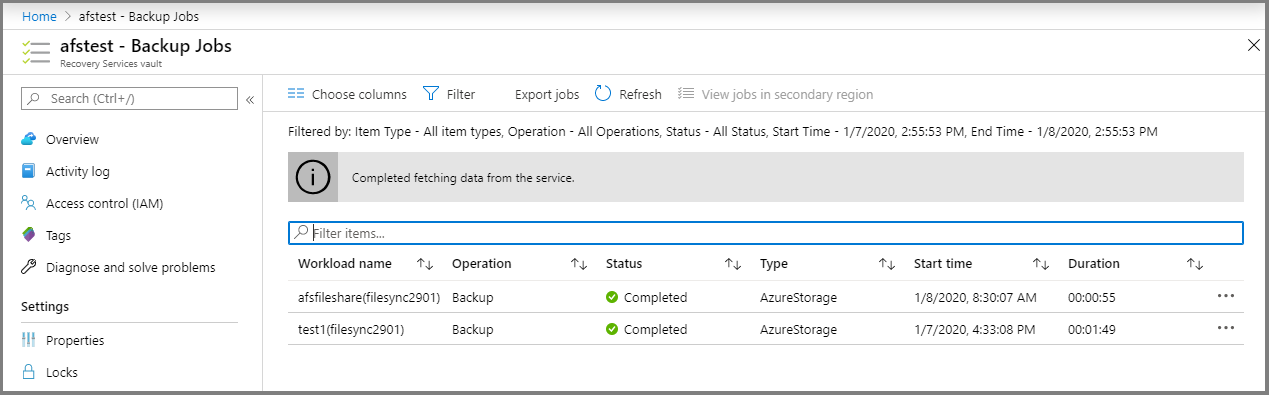 Home > afstest - Backup Jobs
afstest - Backup Jobs
Recovery Services vault
Search (Ctrl+/)
Overview
Activity log
Access control (IAM)
Tags
Diagnose and solve problems
Settings
Properties
Locks
Choose columns Filter Export jobs Refresh View jobs in secondary region
Filtered by: Item Type - All item types, Operation - All Operations, Status - All Status, Start Time - 1/7/2020, 2:55:53 PM, End Time - 1/8/2020, 2:55:53 PM
Completed fetching data from the service.
Filter items...
Workload name Operation Status Type Start time Duration
afsfileshare(filesync2901) Backup Completed AzureStorage 1/8/2020, 8:30:07 AM 00:00:55
test1(filesync2901) Backup Completed AzureStorage 1/7/2020, 4:33:08 PM 00:01:49